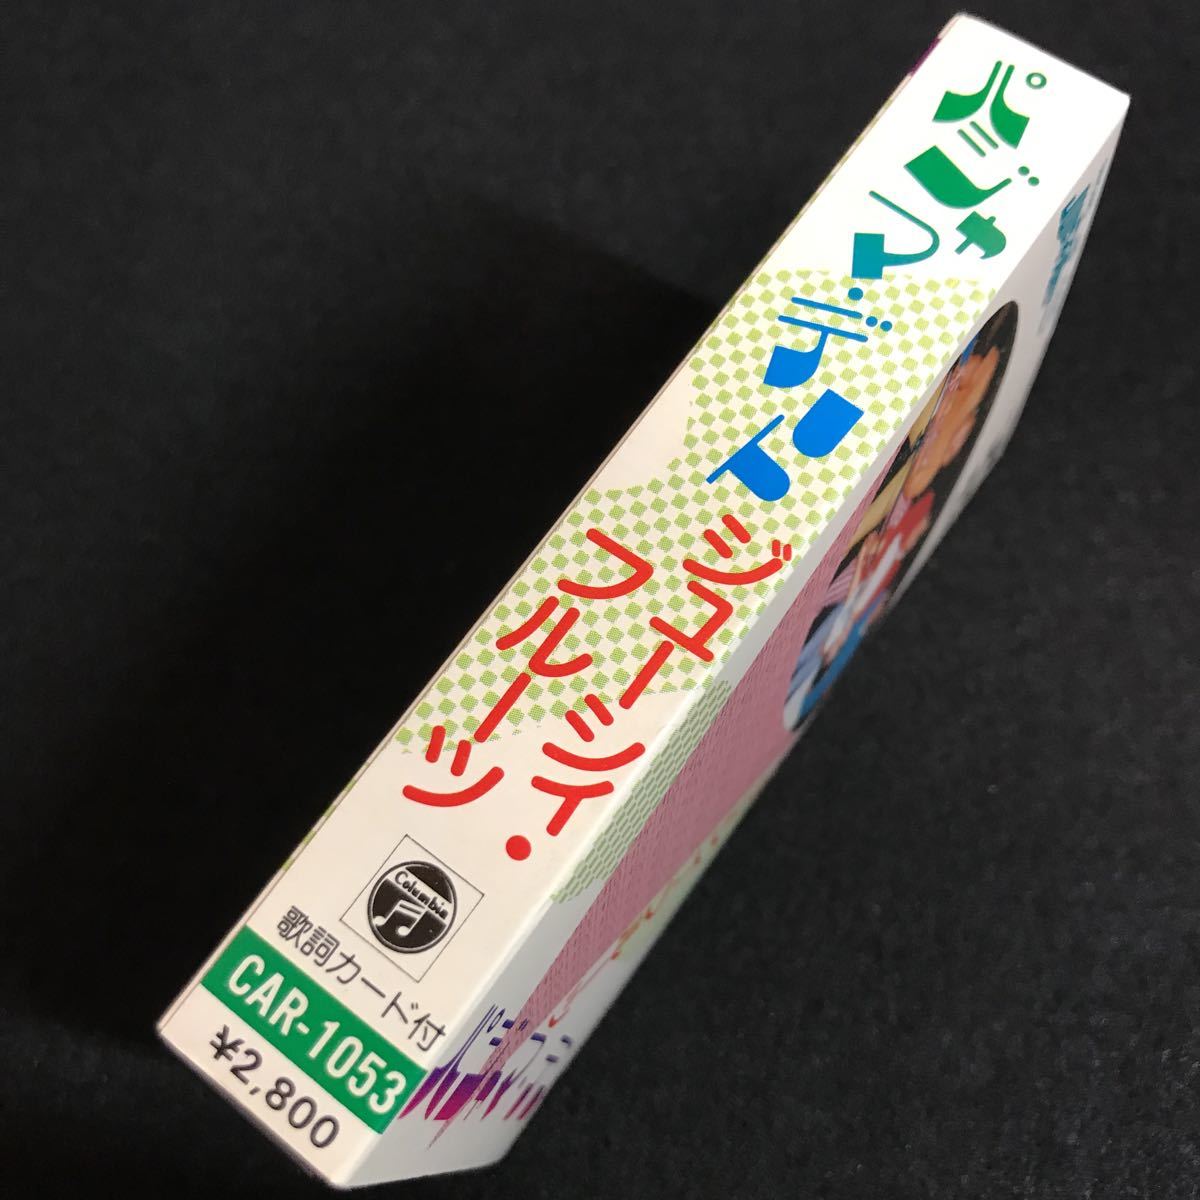 パジャマ・デイト
ジューシィ・
フルーツ
Columbia
歌詞カード付
CAR-1053
¥2,800